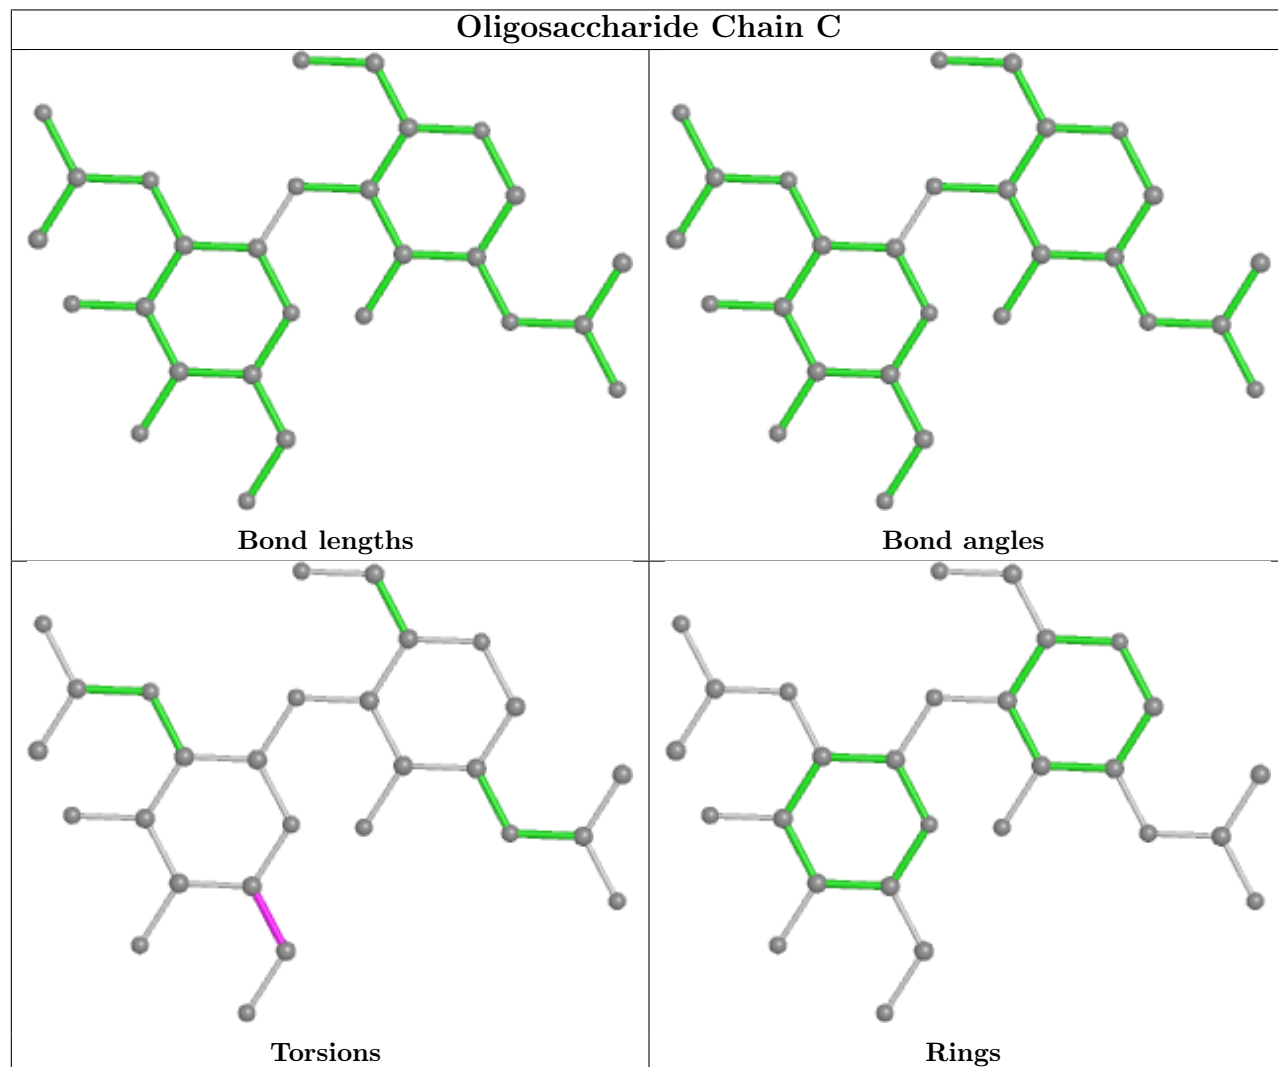 Oligosaccharide Chain C
Bond lengths
Bond angles
Torsions
Rings